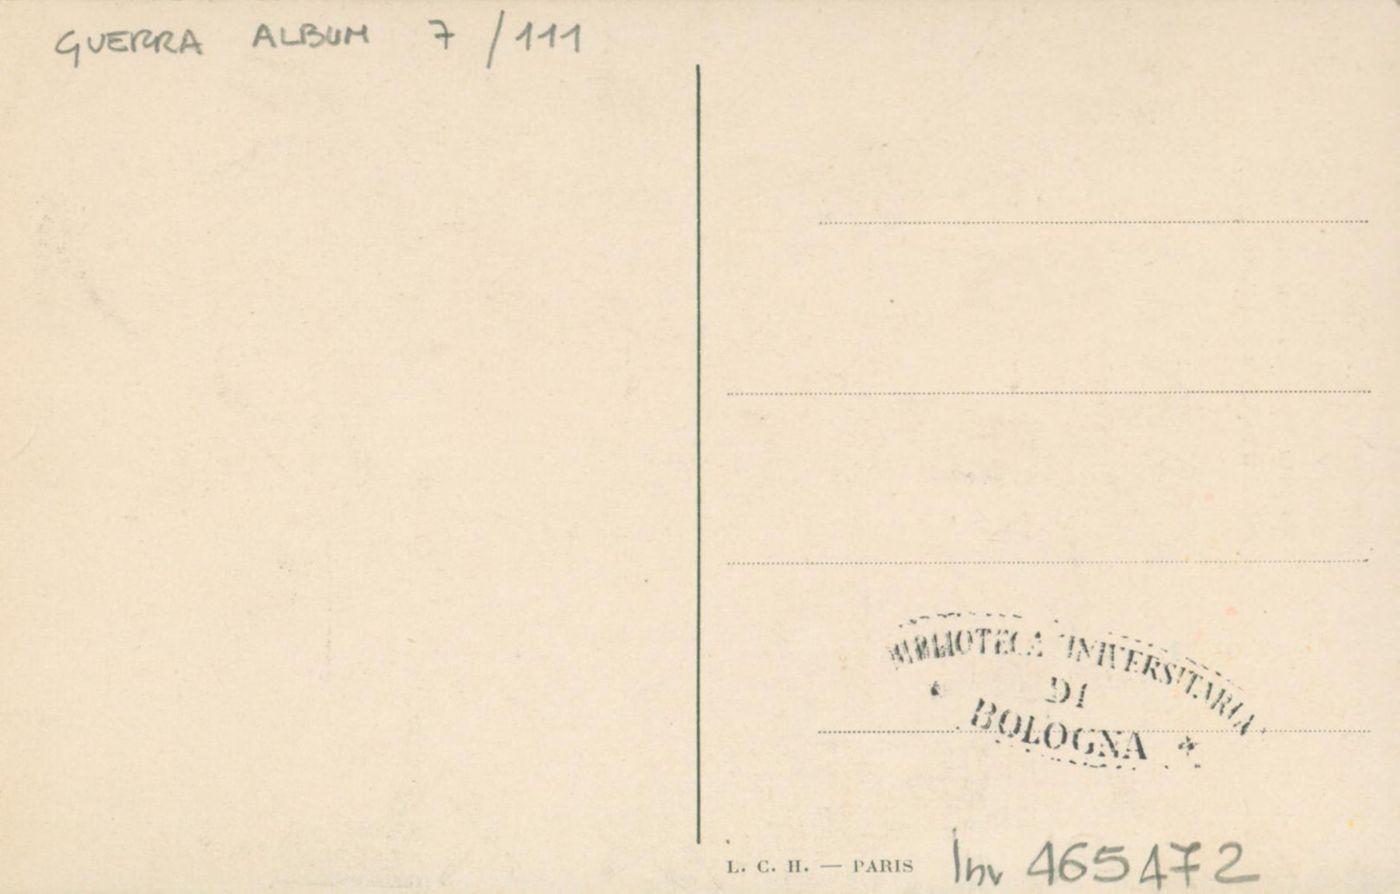 GUERRA ALBUM 7/111
BIBLIOTECA UNIVERSITARIA
DI
BOLOGNA
L. C. H. — PARIS
Inv 465472